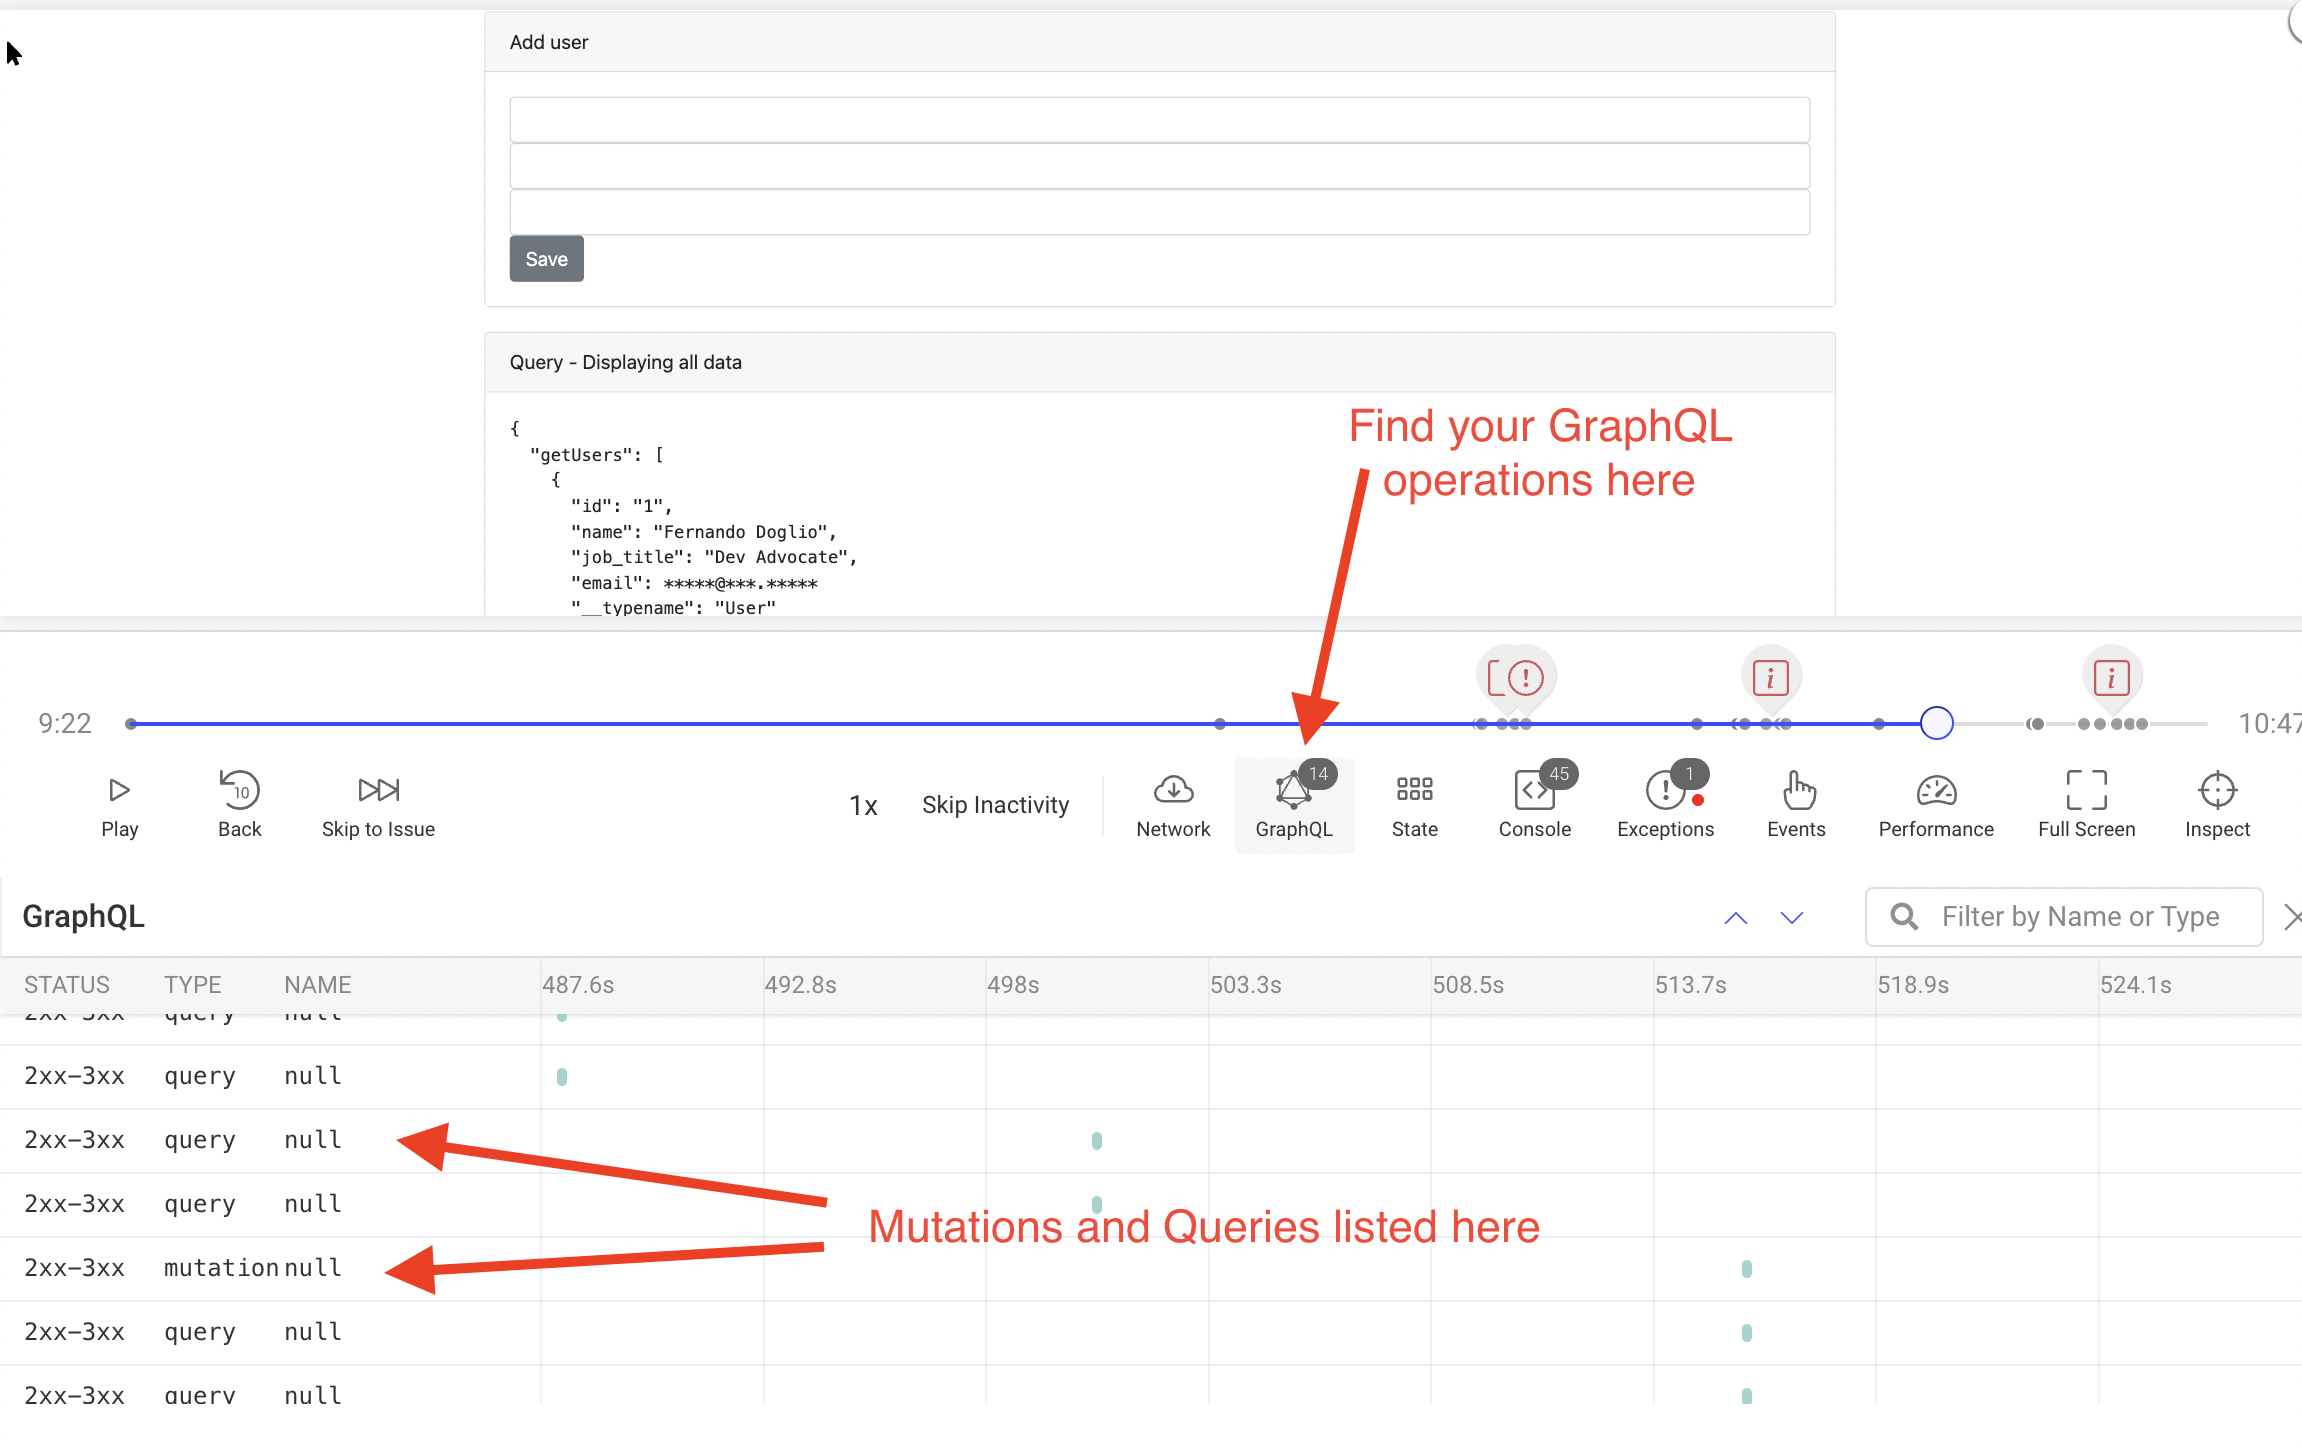 Add user
Save
Query - Displaying all data
{
"getUsers": [
{
"id": "1",
"name": "Fernando Doglio",
"job_title": "Dev Advocate",
"email": *****@***.*****
"__typename": "User"
Find your GraphQL
operations here
9:22
10:47
10
14
45
1
Play
Back
Skip to Issue
1x
Skip Inactivity
Network
GraphQL
State
Console
Exceptions
Events
Performance
Full Screen
Inspect
GraphQL
Filter by Name or Type
STATUS TYPE NAME 487.6s 492.8s 498s 503.3s 508.5s 513.7s 518.9s 524.1s
2xx-3xx query null
2xx-3xx query null
2xx-3xx query null
2xx-3xx query null
Mutations and Queries listed here
2xx-3xx mutation null
2xx-3xx query null
2xx-3xx query null